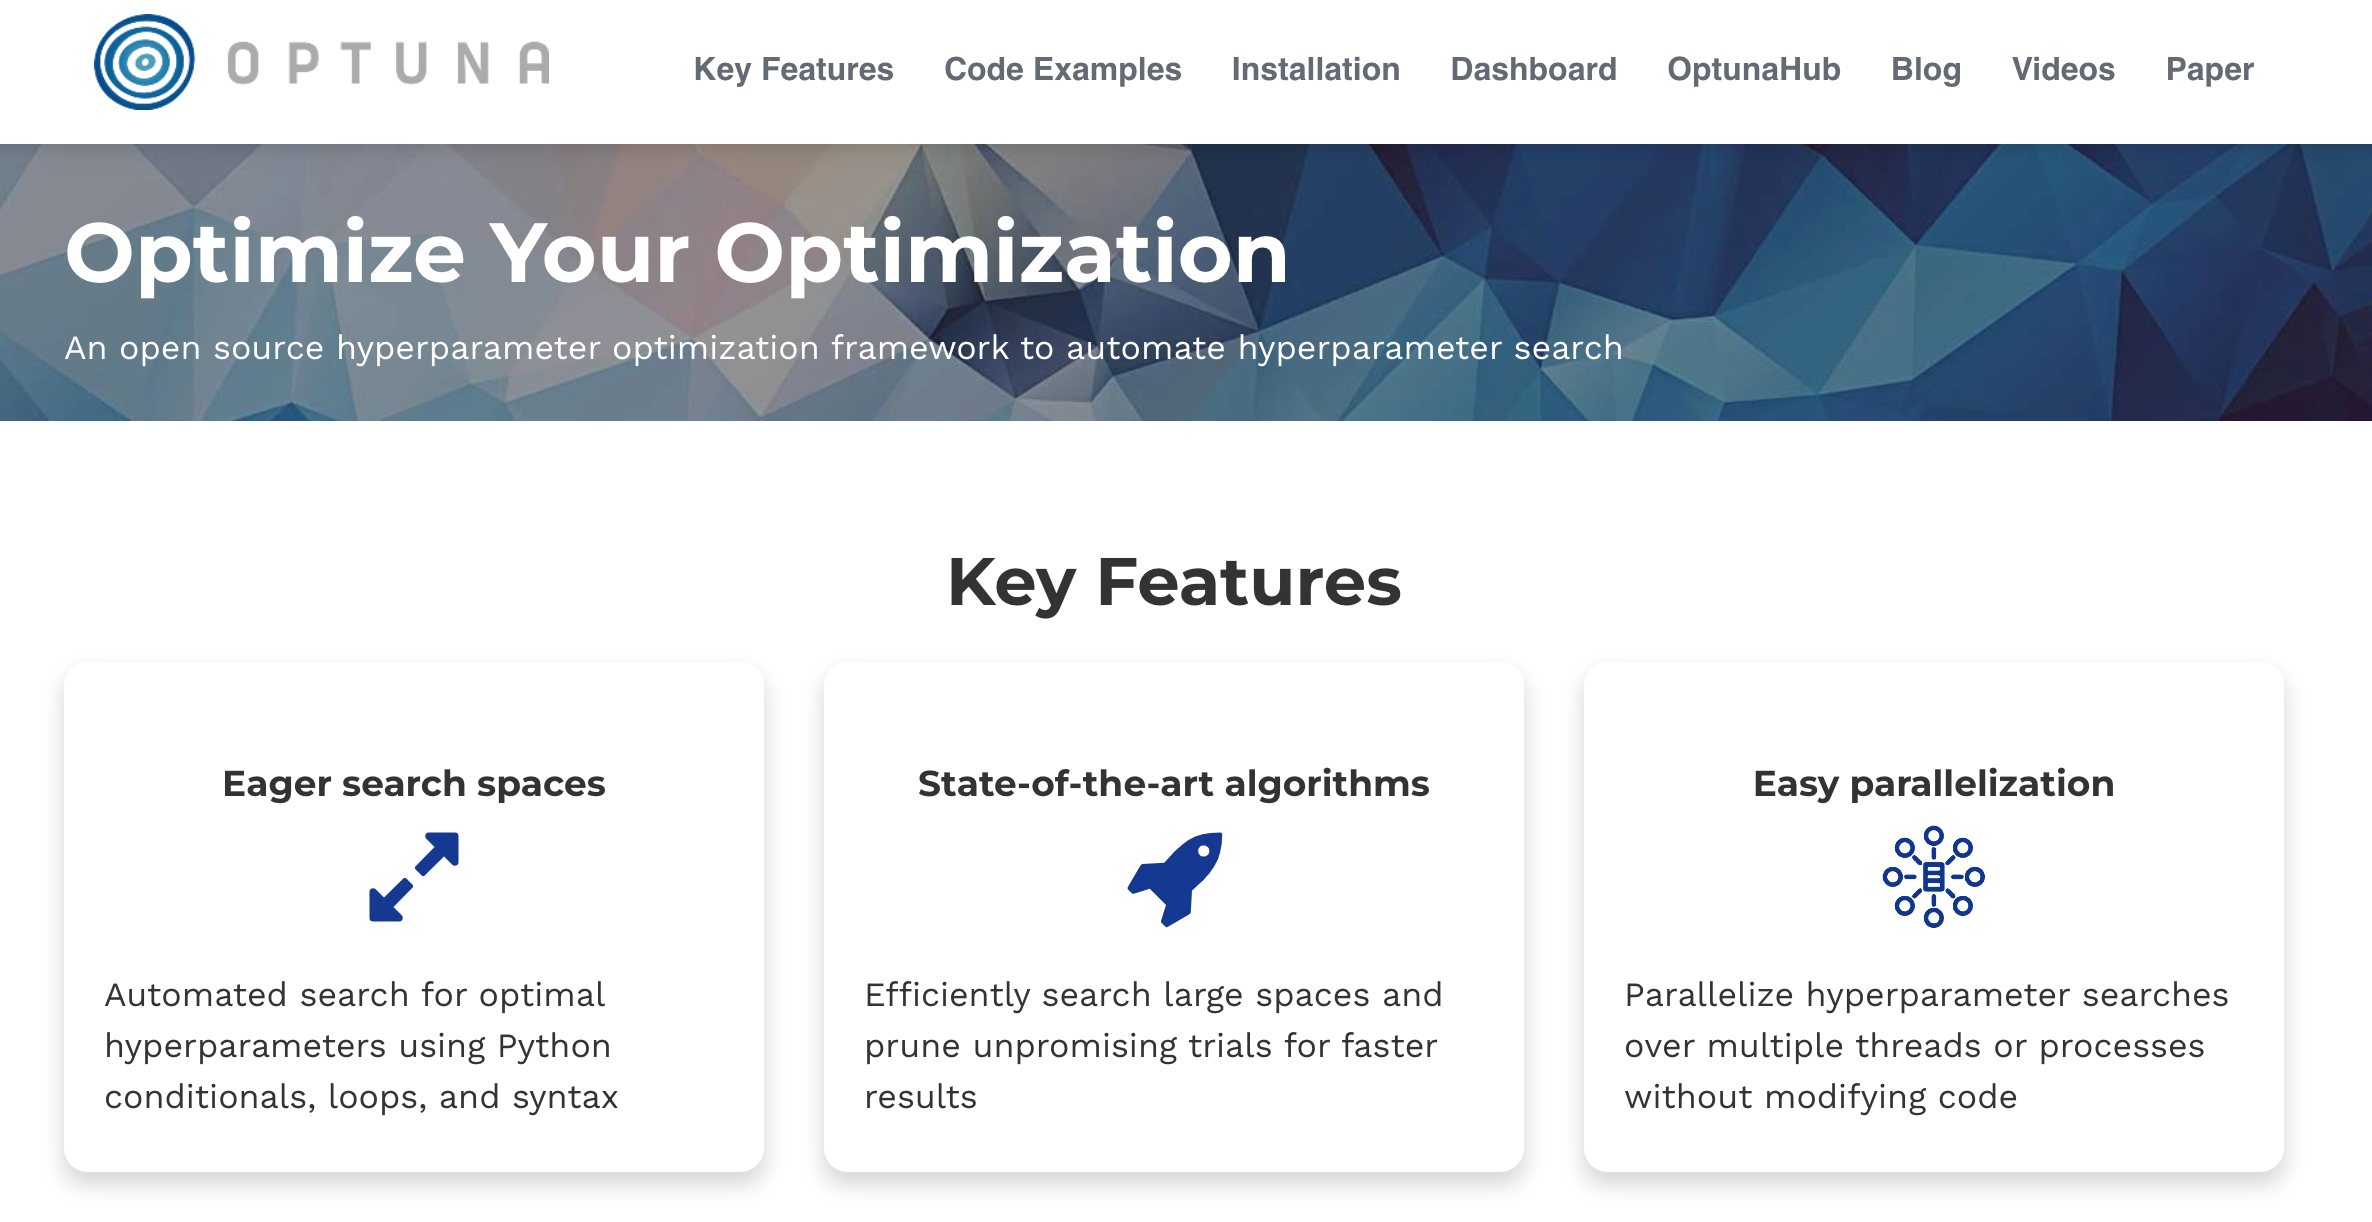 OPTUNA
Key Features Code Examples Installation Dashboard OptunaHub Blog Videos Paper
Optimize Your Optimization
An open source hyperparameter optimization framework to automate hyperparameter search
Key Features
Eager search spaces
Automated search for optimal
hyperparameters using Python
conditionals, loops, and syntax
State-of-the-art algorithms
Efficiently search large spaces and
prune unpromising trials for faster
results
Easy parallelization
Parallelize hyperparameter searches
over multiple threads or processes
without modifying code